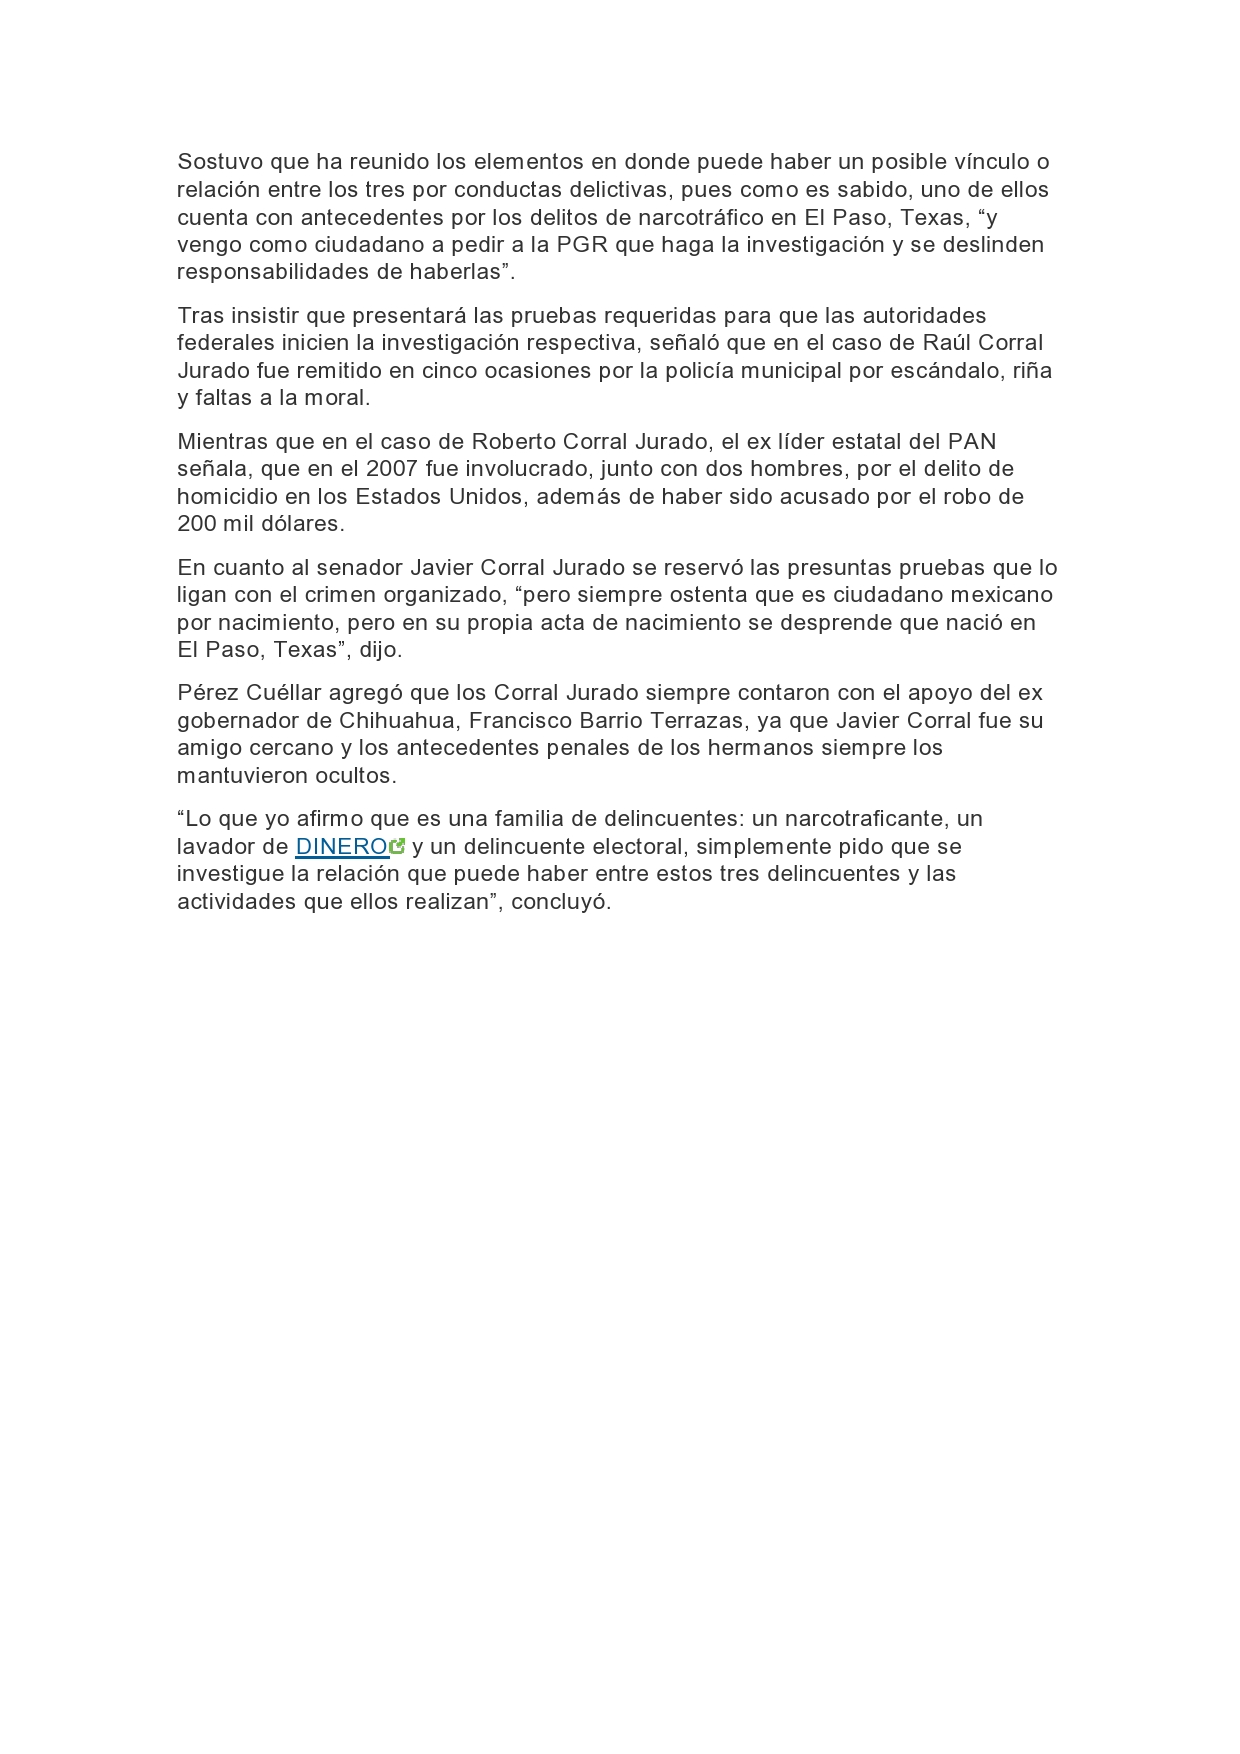 Sostuvo que ha reunido los elementos en donde puede haber un posible vínculo o
relación entre los tres por conductas delictivas, pues como es sabido, uno de ellos
cuenta con antecedentes por los delitos de narcotráfico en El Paso, Texas, “y
vengo como ciudadano a pedir a la PGR que haga la investigación y se deslinden
responsabilidades de haberlas”.
Tras insistir que presentará las pruebas requeridas para que las autoridades
federales inicien la investigación respectiva, señaló que en el caso de Raúl Corral
Jurado fue remitido en cinco ocasiones por la policía municipal por escándalo, riña
y faltas a la moral.
Mientras que en el caso de Roberto Corral Jurado, el ex líder estatal del PAN
señala, que en el 2007 fue involucrado, junto con dos hombres, por el delito de
homicidio en los Estados Unidos, además de haber sido acusado por el robo de
200 mil dólares.
En cuanto al senador Javier Corral Jurado se reservó las presuntas pruebas que lo
ligan con el crimen organizado, “pero siempre ostenta que es ciudadano mexicano
por nacimiento, pero en su propia acta de nacimiento se desprende que nació en
El Paso, Texas”, dijo.
Pérez Cuéllar agregó que los Corral Jurado siempre contaron con el apoyo del ex
gobernador de Chihuahua, Francisco Barrio Terrazas, ya que Javier Corral fue su
amigo cercano y los antecedentes penales de los hermanos siempre los
mantuvieron ocultos.
“Lo que yo afirmo que es una familia de delincuentes: un narcotraficante, un
lavador de DINERO y un delincuente electoral, simplemente pido que se
investigue la relación que puede haber entre estos tres delincuentes y las
actividades que ellos realizan”, concluyó.